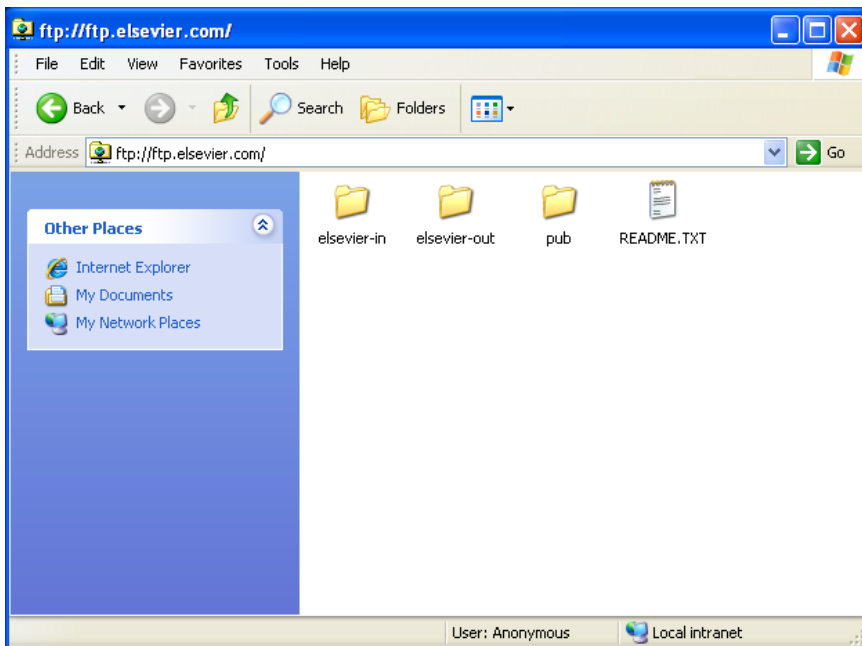 ftp://ftp.elsevier.com/
File Edit View Favorites Tools Help
Back Search Folders
Address ftp://ftp.elsevier.com/ Go
Other Places
Internet Explorer
My Documents
My Network Places
elsevier-in elsevier-out pub README.TXT
User: Anonymous Local intranet